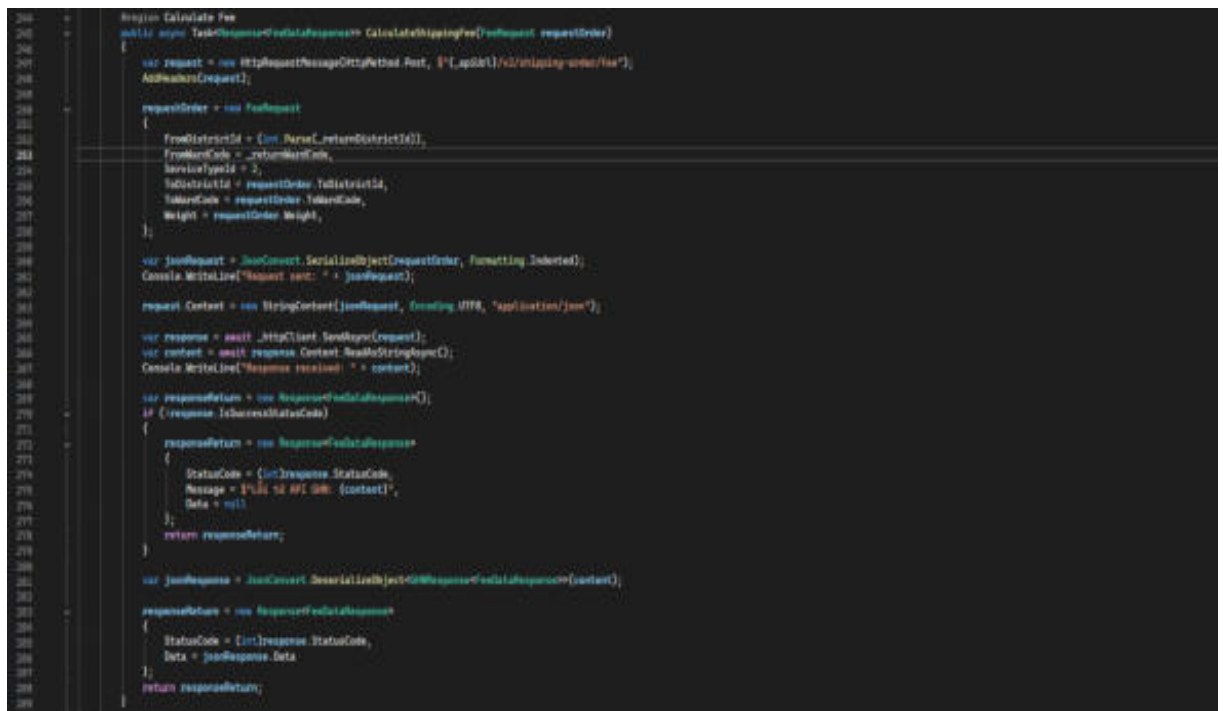 #region Calculate Fee
public async Task<Response<FeeDataResponse>> CalculateShippingFee(FeeRequest requestOrder)
{
var request = new HttpRequestMessage(HttpMethod.Post, $"{_apiUrl}/v2/shipping-order/fee");
AddHeaders(request);
requestOrder = new FeeRequest
{
FromDistrictId = (int.Parse(_returnDistrictId)),
FromWardCode = _returnWardCode,
ServiceTypeId = 2,
ToDistrictId = requestOrder.ToDistrictId,
ToWardCode = requestOrder.ToWardCode,
Weight = requestOrder.Weight,
};
var jsonRequest = JsonConvert.SerializeObject(requestOrder, Formatting.Indented);
Console.WriteLine("Request sent: " + jsonRequest);
request.Content = new StringContent(jsonRequest, Encoding.UTF8, "application/json");
var response = await _httpClient.SendAsync(request);
var content = await response.Content.ReadAsStringAsync();
Console.WriteLine("Response received: " + content);
var responseReturn = new Response<FeeDataResponse>();
if (!response.IsSuccessStatusCode)
{
responseReturn = new Response<FeeDataResponse>
{
StatusCode = (int)response.StatusCode,
Message = $"Lỗi từ API GHN: {content}",
Data = null
};
return responseReturn;
}
var jsonResponse = JsonConvert.DeserializeObject<GHNResponse<FeeDataResponse>>(content);
responseReturn = new Response<FeeDataResponse>
{
StatusCode = (int)response.StatusCode,
Data = jsonResponse.Data
};
return responseReturn;
}